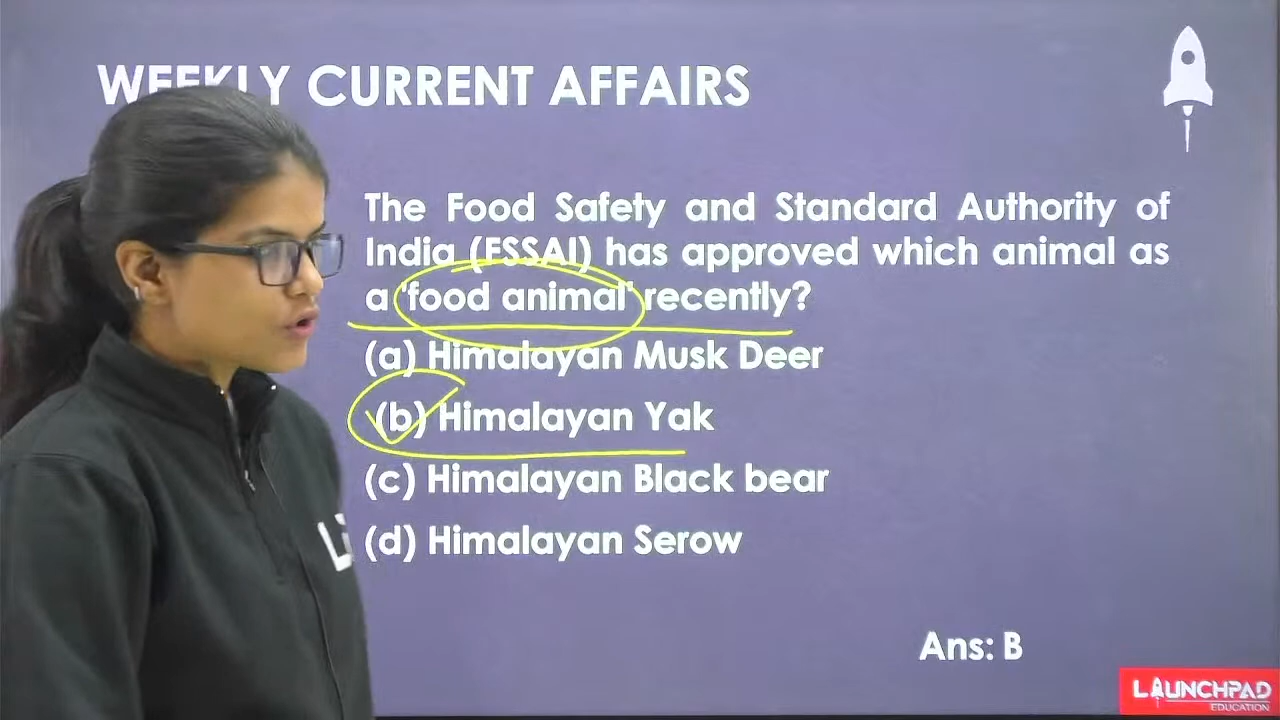 WEEKLY CURRENT AFFAIRS
The Food Safety and Standard Authority of
India (FSSAI) has approved which animal as
a 'food animal' recently?
(a) Himalayan Musk Deer
(b) Himalayan Yak
(c) Himalayan Black bear
(d) Himalayan Serow
Ans: B
LAUNCHPAD
EDUCATION